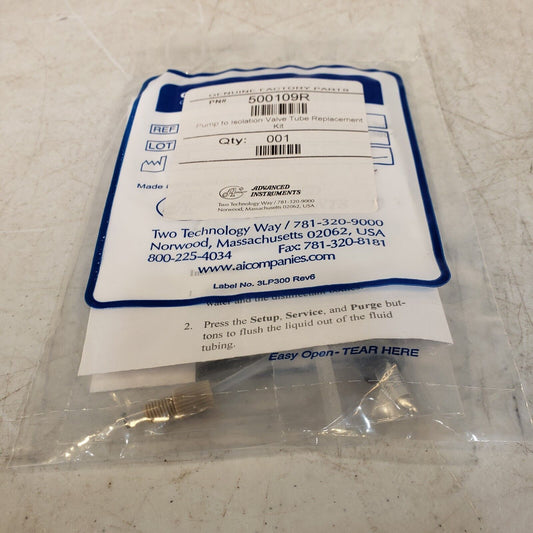 GENUINE FACTORY PARTS
PN# 500109R
Pump to Isolation Valve Tube Replacement
Kit
Qty: 001
REF
LOT
Made
ADVANCED
INSTRUMENTS
Two Technology Way / 781-320-9000
Norwood, Massachusetts 02062, USA
Two Technology Way / 781-320-9000
Norwood, Massachusetts 02062, USA
800-225-4034 Fax: 781-320-8181
www.aicompanies.com
Label No. 3LP300 Rev6
water and the disinfectant
2. Press the Setup, Service, and Purge but-
tons to flush the liquid out of the fluid
tubing.
Easy Open - TEAR HERE